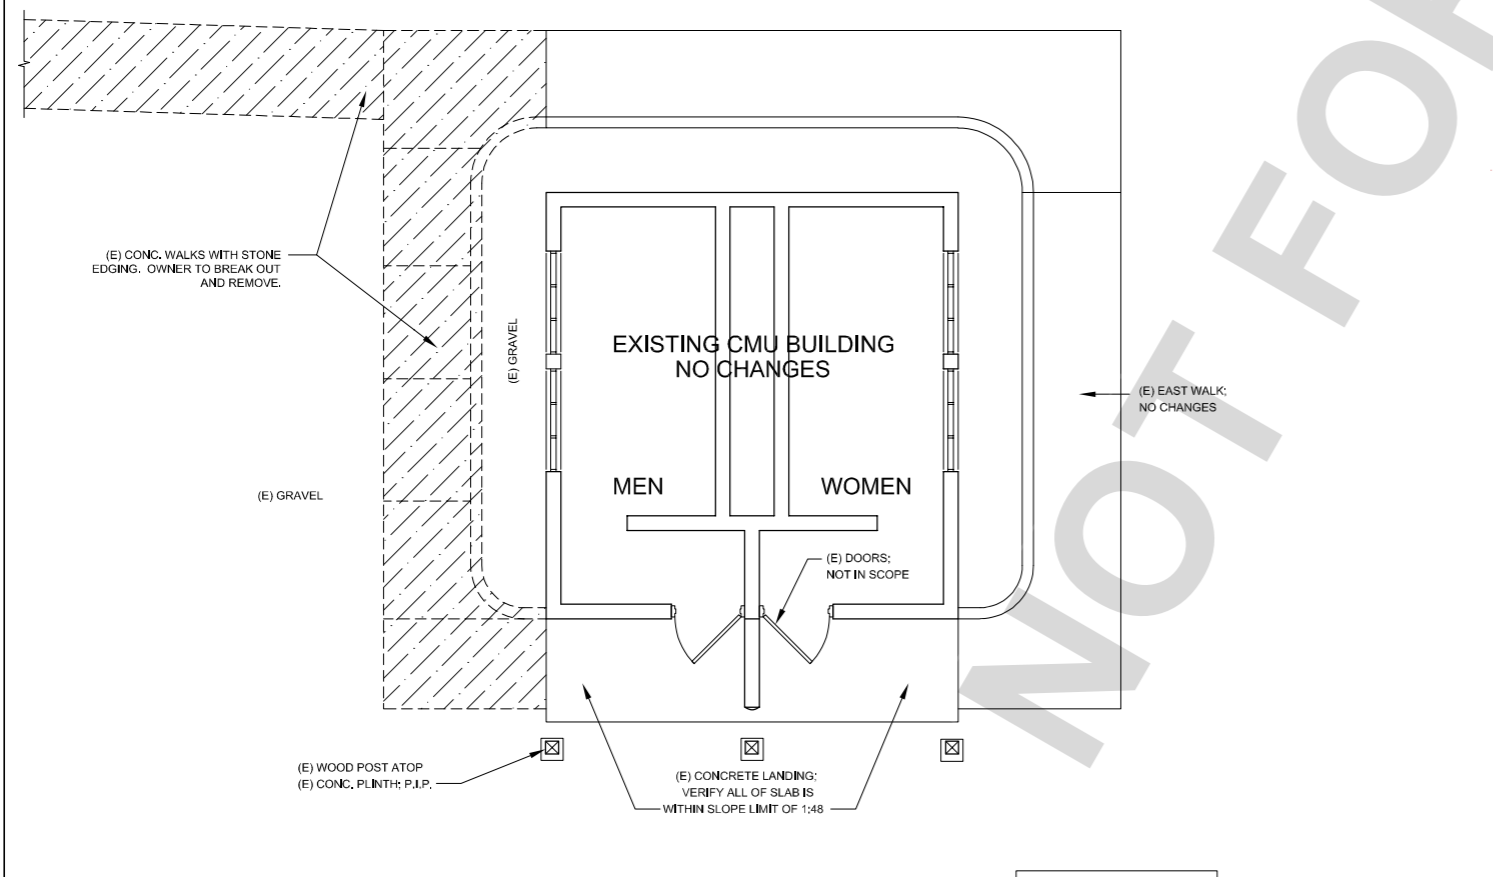 (E) CONC. WALKS WITH STONE
EDGING. OWNER TO BREAK OUT
AND REMOVE.
(E) GRAVEL
EXISTING CMU BUILDING
NO CHANGES
(E) EAST WALK;
NO CHANGES
(E) GRAVEL
MEN
WOMEN
(E) DOORS;
NOT IN SCOPE
(E) WOOD POST ATOP
(E) CONC. PLINTH; P.I.P.
(E) CONCRETE LANDING;
VERIFY ALL OF SLAB IS
WITHIN SLOPE LIMIT OF 1:48
NOT FOR